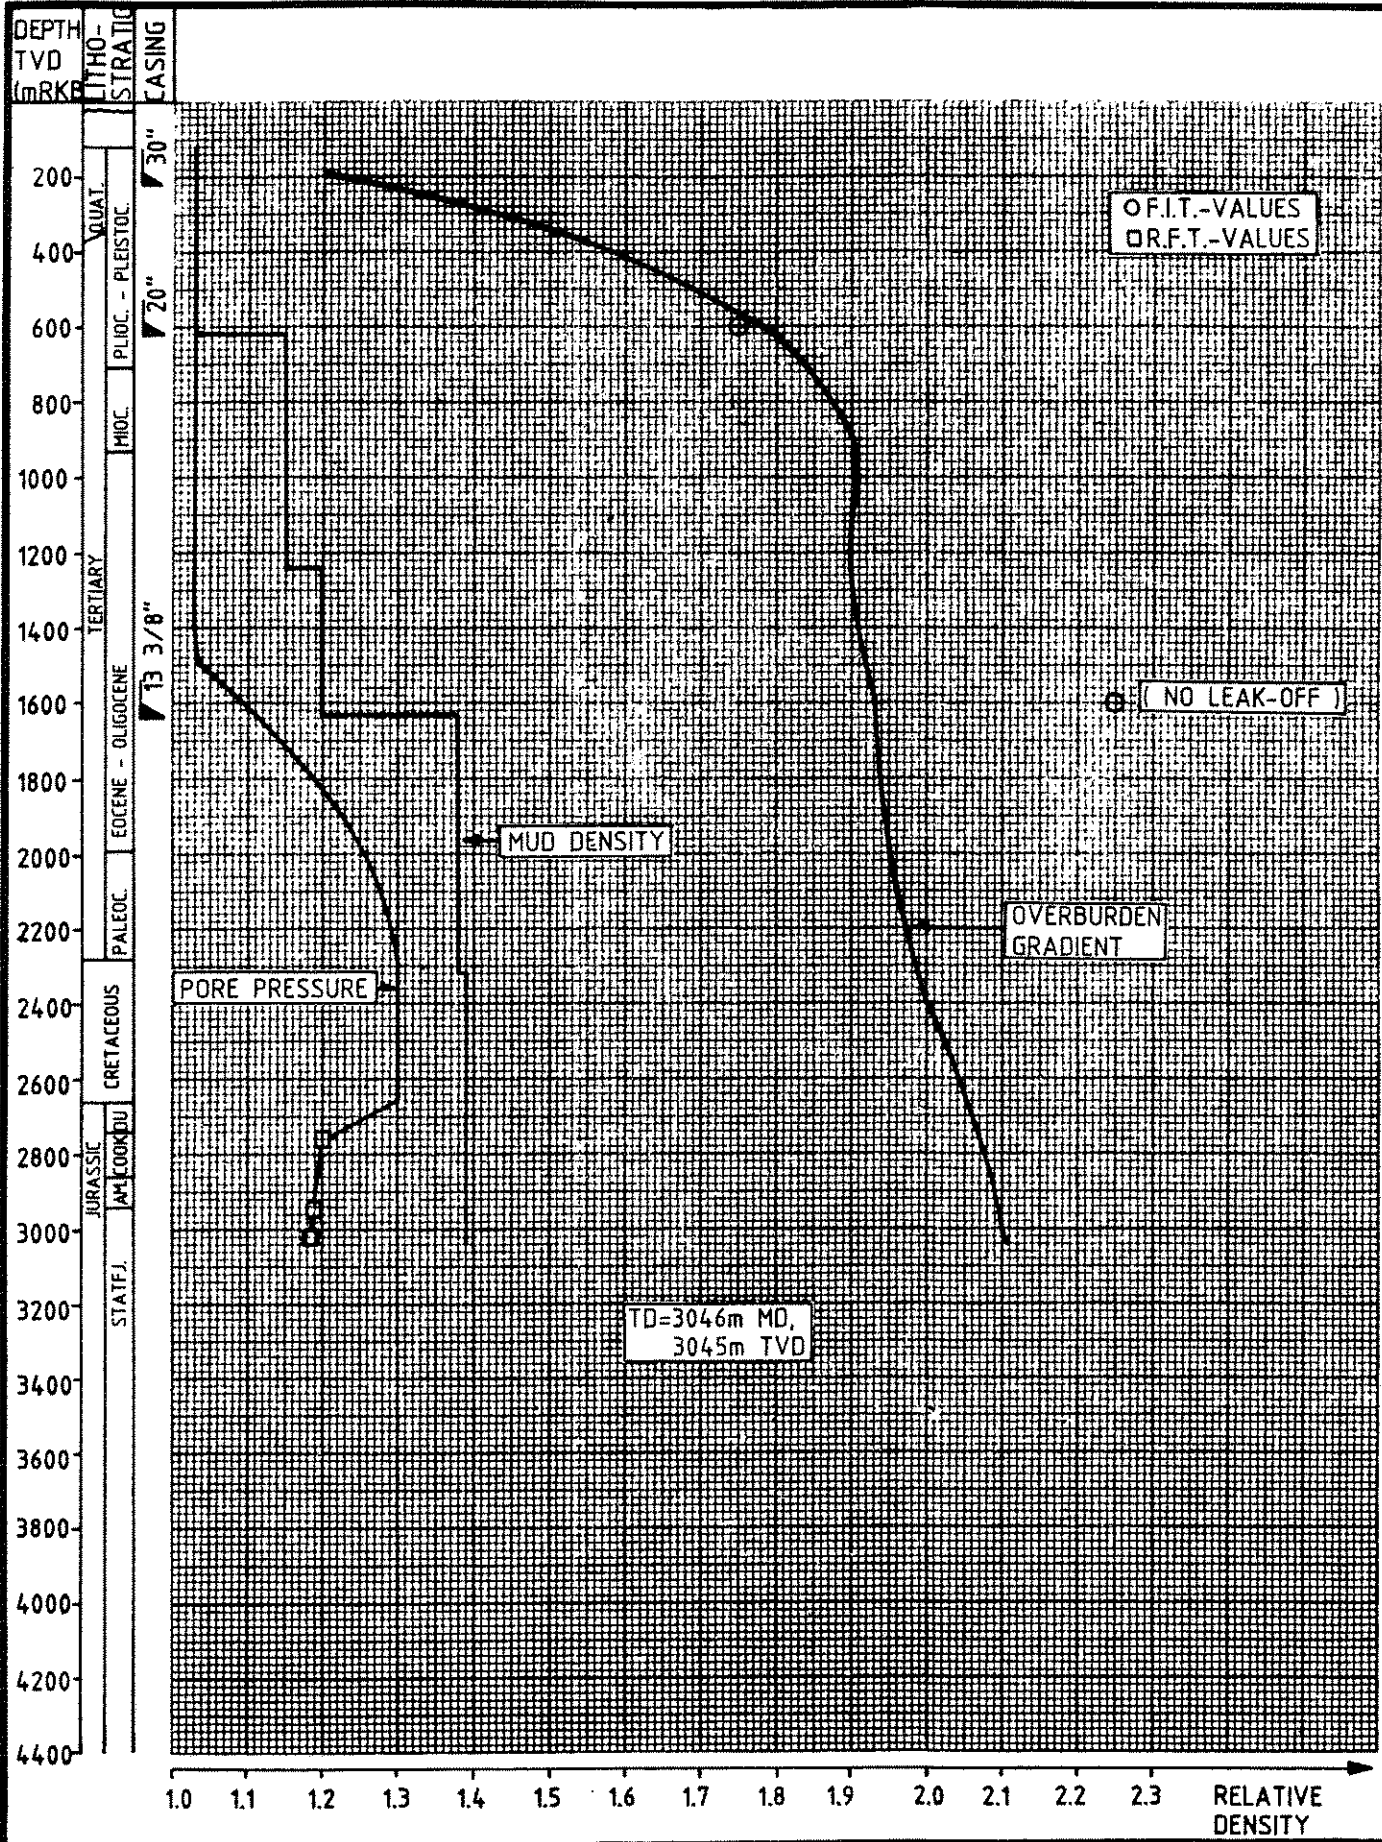 DEPTH
TVD
(mRKB
LITHO-
STRATIG
CASING
200
400
600
800
1000
1200
1400
1600
1800
2000
2200
2400
2600
2800
3000
3200
3400
3600
3800
4000
4200
4400
QUAT.
TERTIARY
CRETACEOUS
JURASSIC
PLIOC. - PLEISTOC.
MIOC.
EOCENE - OLIGOCENE
PALEOC.
DU
COOK
AM.
STATFJ.
30"
20"
13 3/8"
O F.I.T.-VALUES
□ R.F.T.-VALUES
( NO LEAK-OFF )
MUD DENSITY
OVERBURDEN
GRADIENT
PORE PRESSURE
TD=3046m MD,
3045m TVD
1.0 1.1 1.2 1.3 1.4 1.5 1.6 1.7 1.8 1.9 2.0 2.1 2.2 2.3
RELATIVE
DENSITY